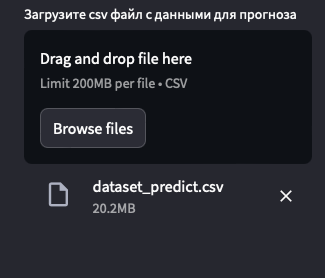 Загрузите csv файл с данными для прогноза
Drag and drop file here
Limit 200MB per file • CSV
Browse files
dataset_predict.csv
20.2MB